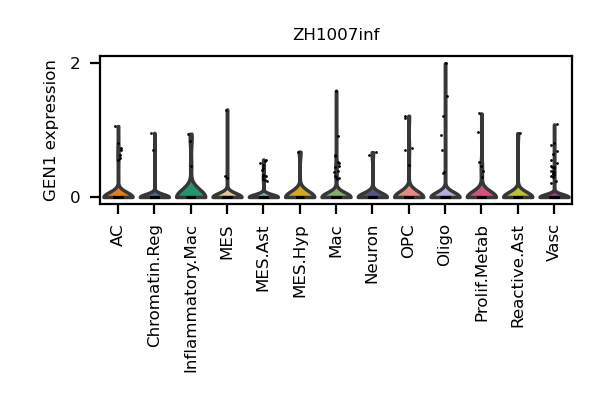 ZH1007inf
GEN1 expression
2
0
AC
Chromatin.Reg
Inflammatory.Mac
MES
MES.Ast
MES.Hyp
Mac
Neuron
OPC
Oligo
Prolif.Metab
Reactive.Ast
Vasc